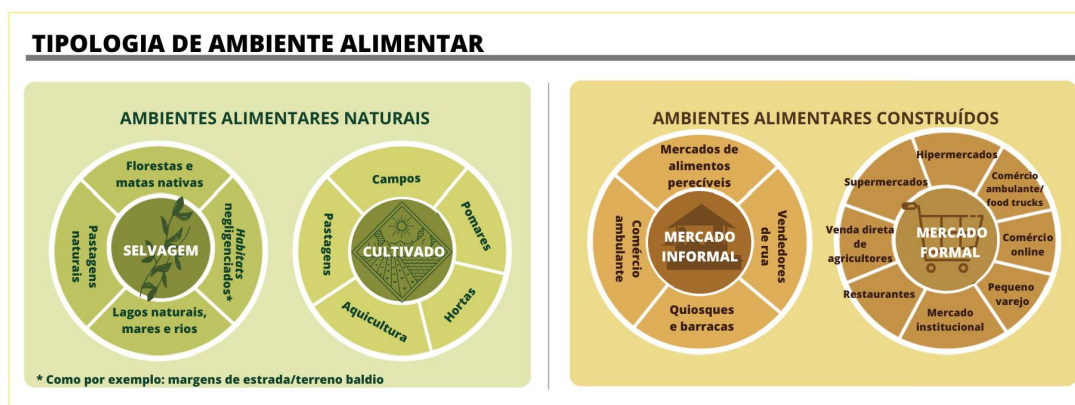 TIPOLOGIA DE AMBIENTE ALIMENTAR
AMBIENTES ALIMENTARES NATURAIS
Florestas e
matas nativas
Habitats
negligenciados*
Lagos naturais,
mares e rios
Pastagens
naturais
SELVAGEM
Campos
Pomares
Hortas
Aquicultura
Pastagens
CULTIVADO
* Como por exemplo: margens de estrada/terreno baldio
AMBIENTES ALIMENTARES CONSTRUÍDOS
Mercados de
alimentos
perecíveis
Vendedores
de rua
Quiosques
e barracas
Comércio
ambulante
MERCADO
INFORMAL
Hipermercados
Comércio
ambulante/
food trucks
Comércio
online
Pequeno
varejo
Mercado
institucional
Restaurantes
Venda direta
de
agricultores
Supermercados
MERCADO
FORMAL